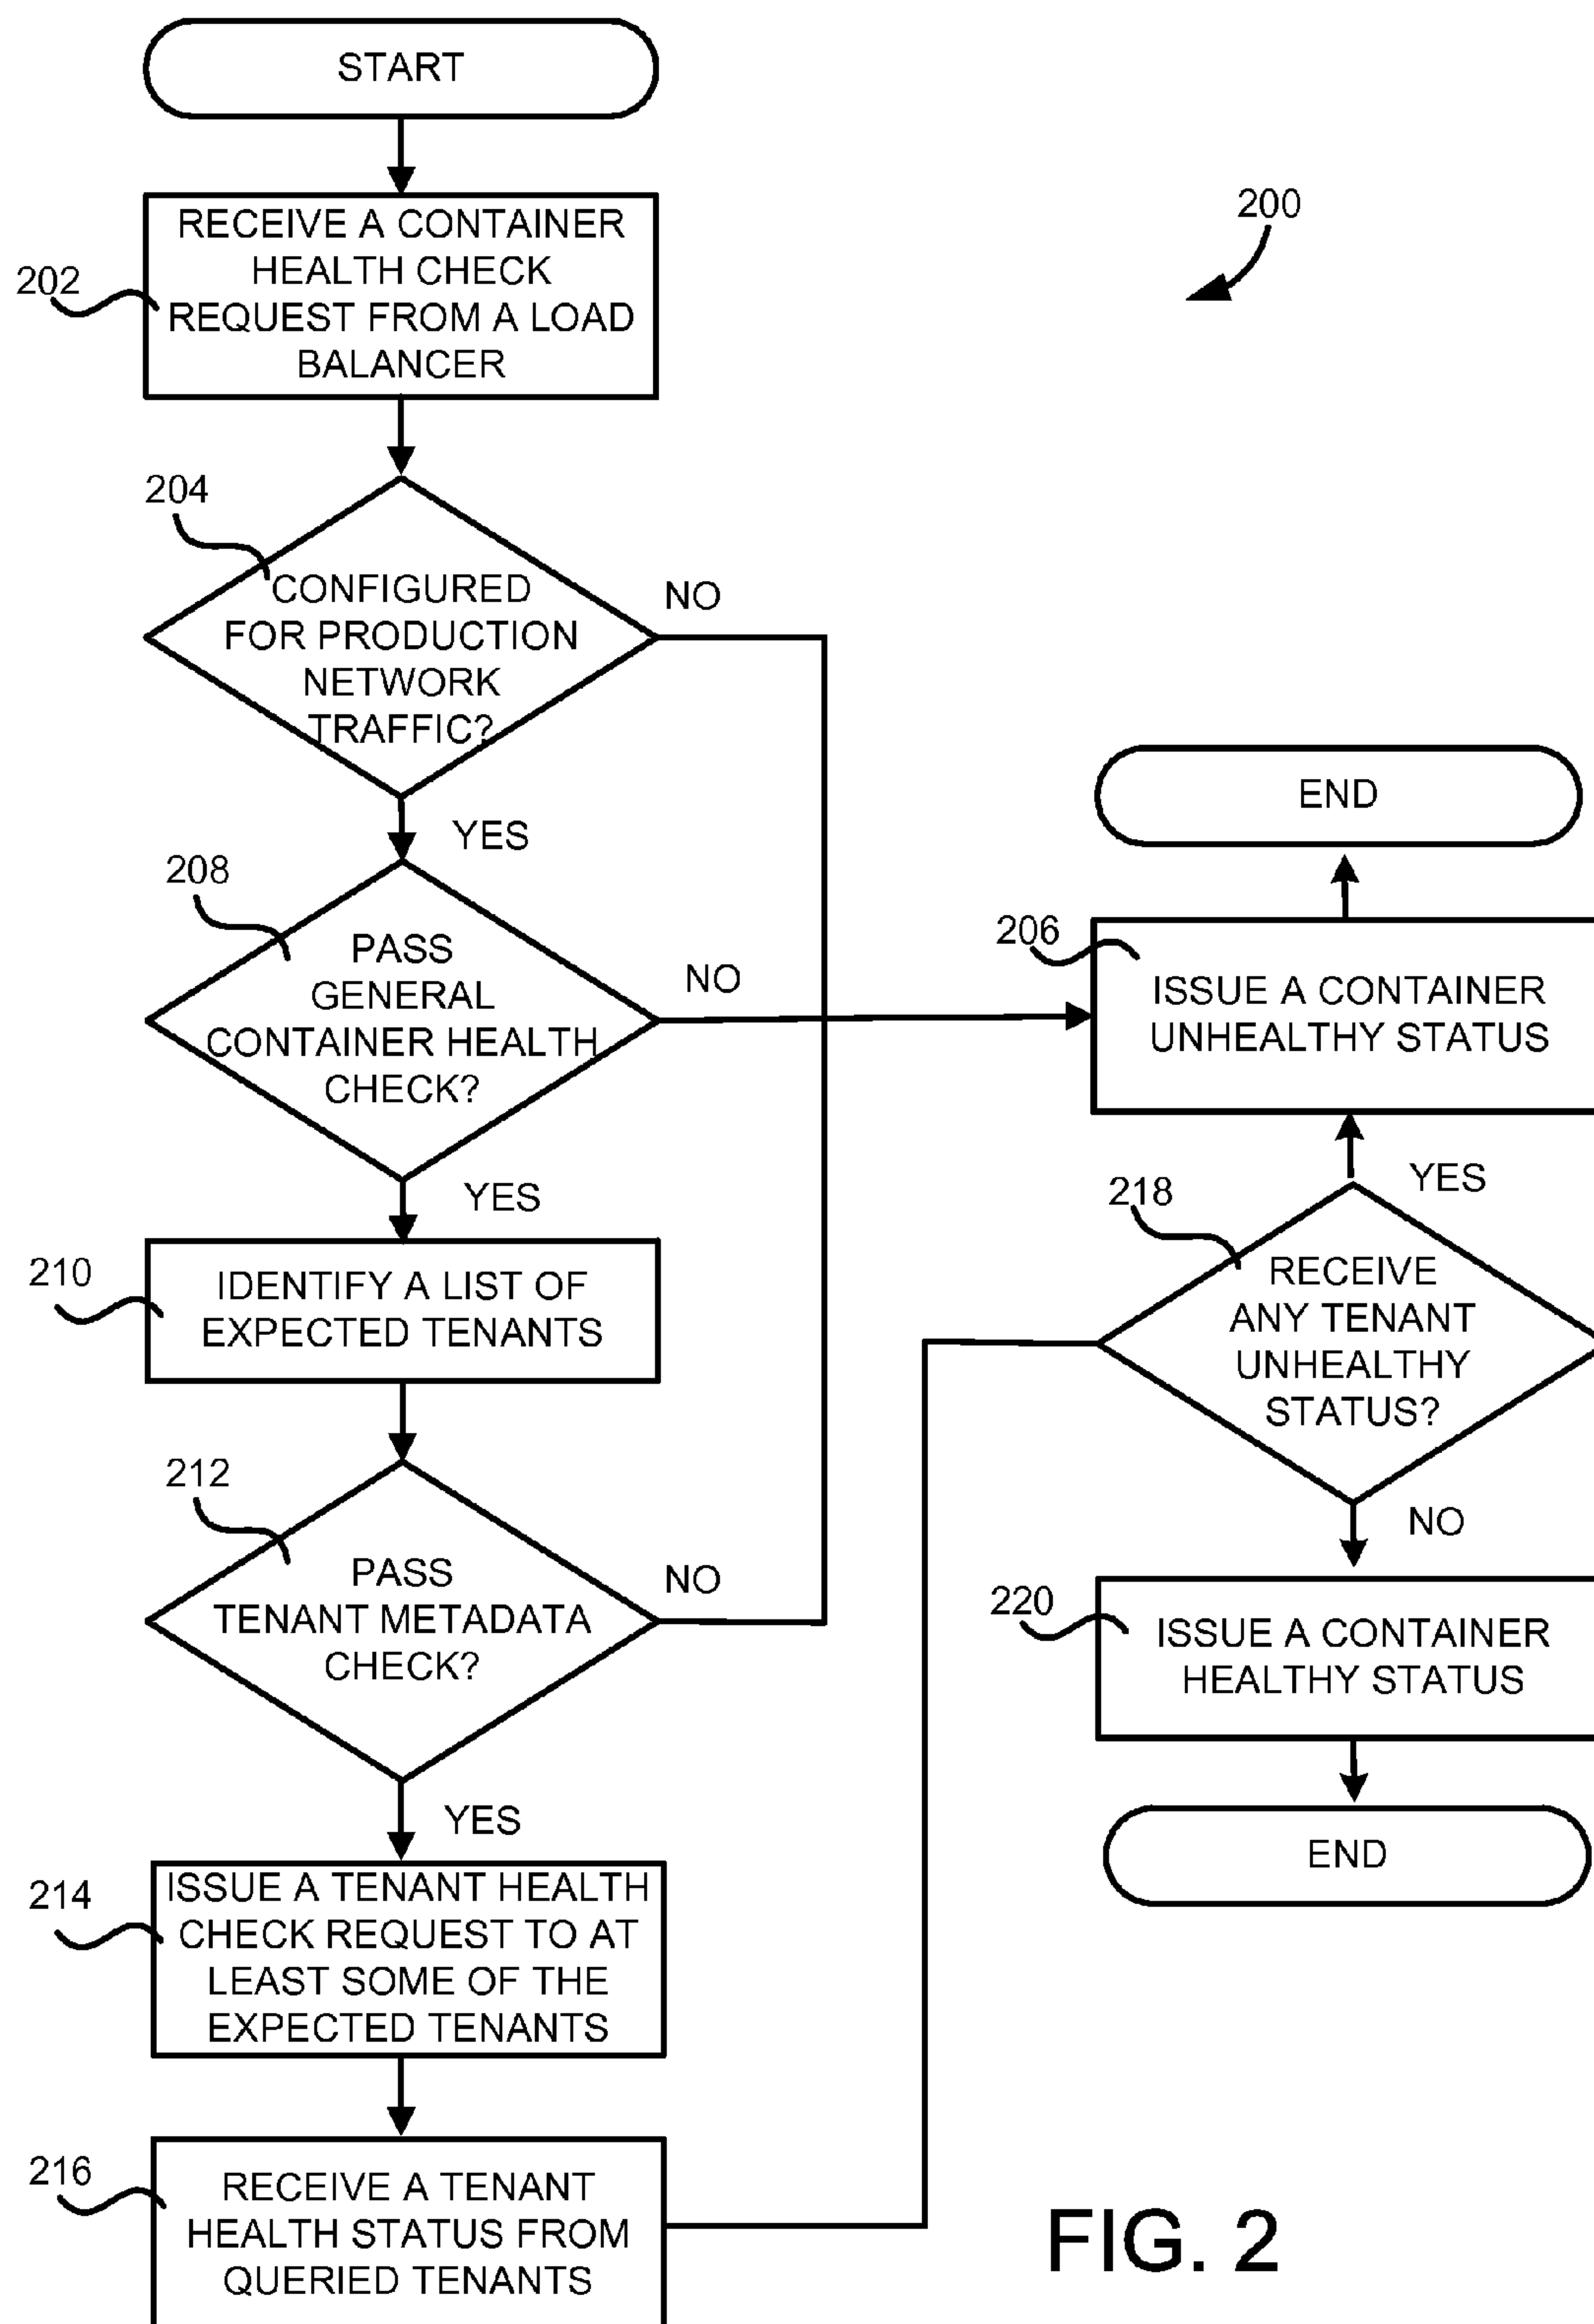 START
200
202
RECEIVE A CONTAINER
HEALTH CHECK
REQUEST FROM A LOAD
BALANCER
204
CONFIGURED
FOR PRODUCTION
NETWORK
TRAFFIC?
NO
YES
208
PASS
GENERAL
CONTAINER HEALTH
CHECK?
NO
YES
210
IDENTIFY A LIST OF
EXPECTED TENANTS
212
PASS
TENANT METADATA
CHECK?
NO
YES
214
ISSUE A TENANT HEALTH
CHECK REQUEST TO AT
LEAST SOME OF THE
EXPECTED TENANTS
216
RECEIVE A TENANT
HEALTH STATUS FROM
QUERIED TENANTS
END
206
ISSUE A CONTAINER
UNHEALTHY STATUS
YES
218
RECEIVE
ANY TENANT
UNHEALTHY
STATUS?
NO
220
ISSUE A CONTAINER
HEALTHY STATUS
END
FIG. 2